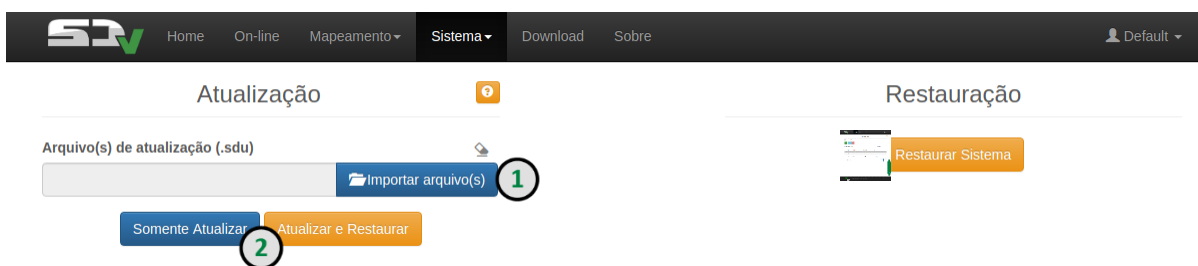 SDV Home On-line Mapeamento Sistema Download Sobre Default
Atualização ? Restauração
Arquivo(s) de atualização (.sdu)
Importar arquivo(s) 1 Restaurar Sistema
Somente Atualizar 2 Atualizar e Restaurar